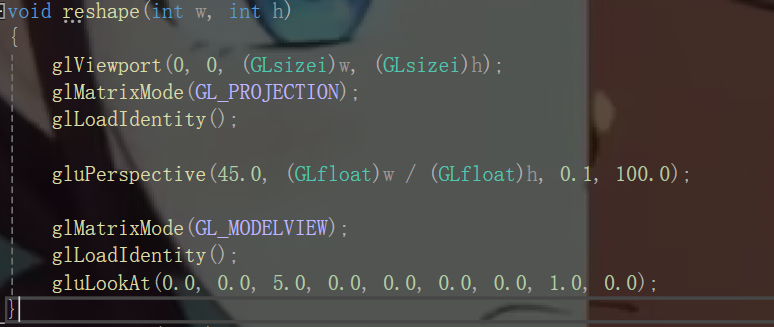 void reshape(int w, int h)
{
glViewport(0, 0, (GLsizei)w, (GLsizei)h);
glMatrixMode(GL_PROJECTION);
glLoadIdentity();
gluPerspective(45.0, (GLfloat)w / (GLfloat)h, 0.1, 100.0);
glMatrixMode(GL_MODELVIEW);
glLoadIdentity();
gluLookAt(0.0, 0.0, 5.0, 0.0, 0.0, 0.0, 0.0, 1.0, 0.0);
}